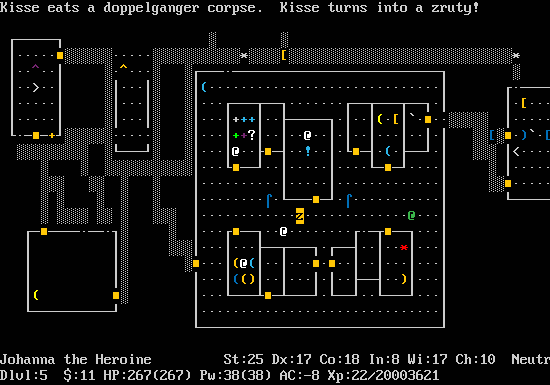 Kisse eats a doppelganger corpse.  Kisse turns into a zruty!
Johanna the Heroine          St:25 Dx:17 Co:18 In:8 Wi:17 Ch:10  Neutr
Dlvl:5  $:11 HP:267(267) Pw:38(38) AC:-8 Xp:22/20003621